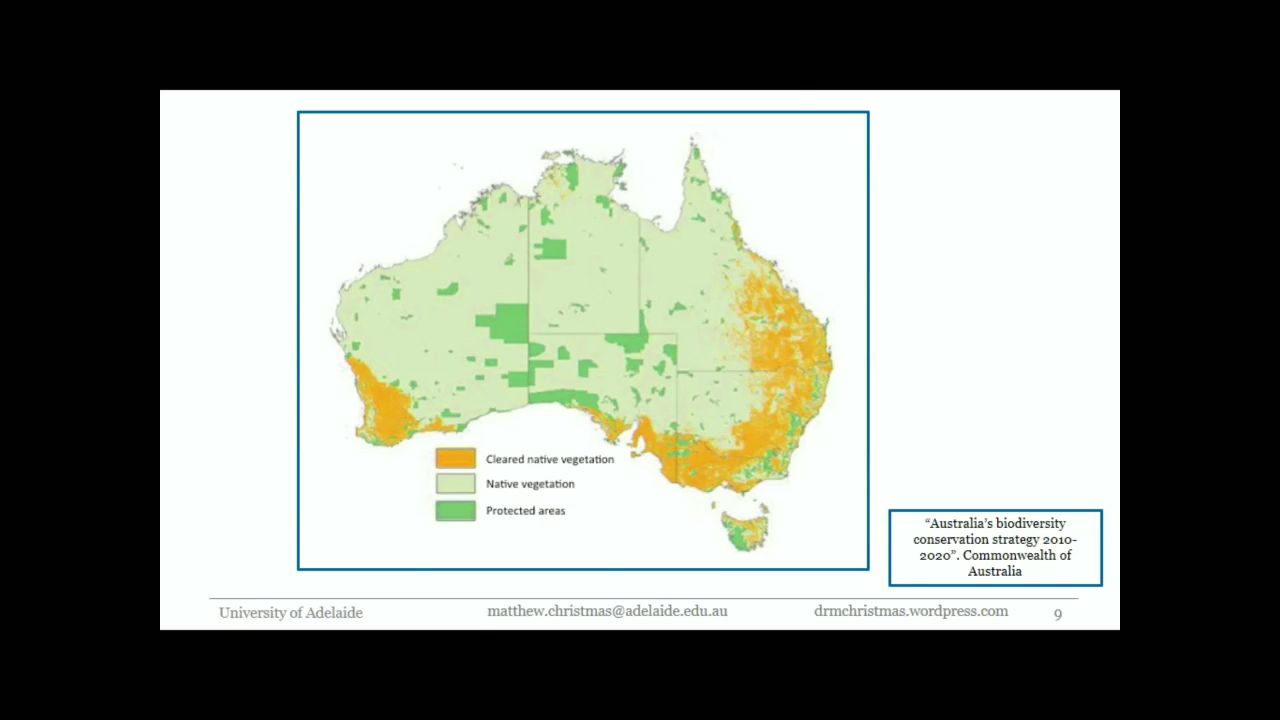 Cleared native vegetation
Native vegetation
Protected areas
“Australia’s biodiversity
conservation strategy 2010-
2020”. Commonwealth of
Australia
University of Adelaide
matthew.christmas@adelaide.edu.au
drmchristmas.wordpress.com
9